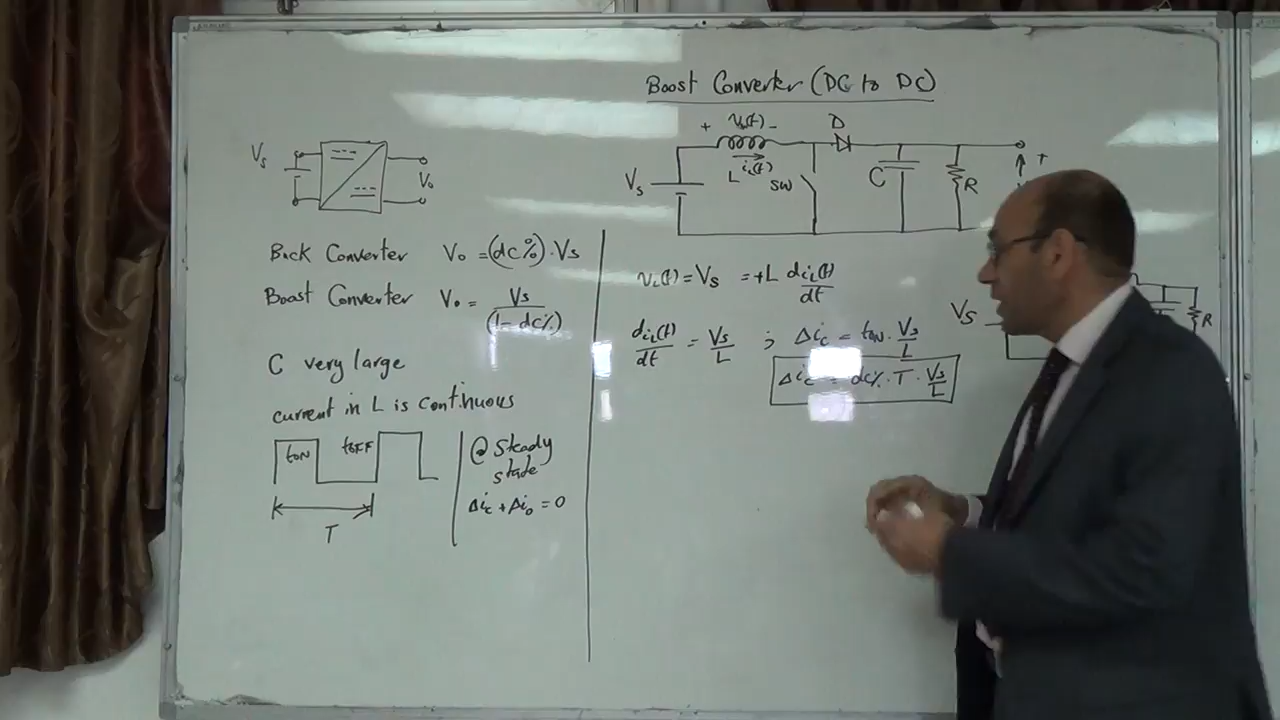 Boost Converter (DC to DC)
Vs
Vo
+ VL(t) -
L iL(t)
SW
D
C
R
+
Vs
Buck Converter Vo = (dc%) · Vs
Boost Converter Vo = Vs / (1 - dc%)
C very large
current in L is continuous
tON tOFF
T
@ steady
state
Δic + Δio = 0
VL(t) = Vs = +L diL(t)/dt
diL(t)/dt = Vs/L ; Δic = tON · Vs/L
Δic = dc% · T · Vs/L
Vs
R